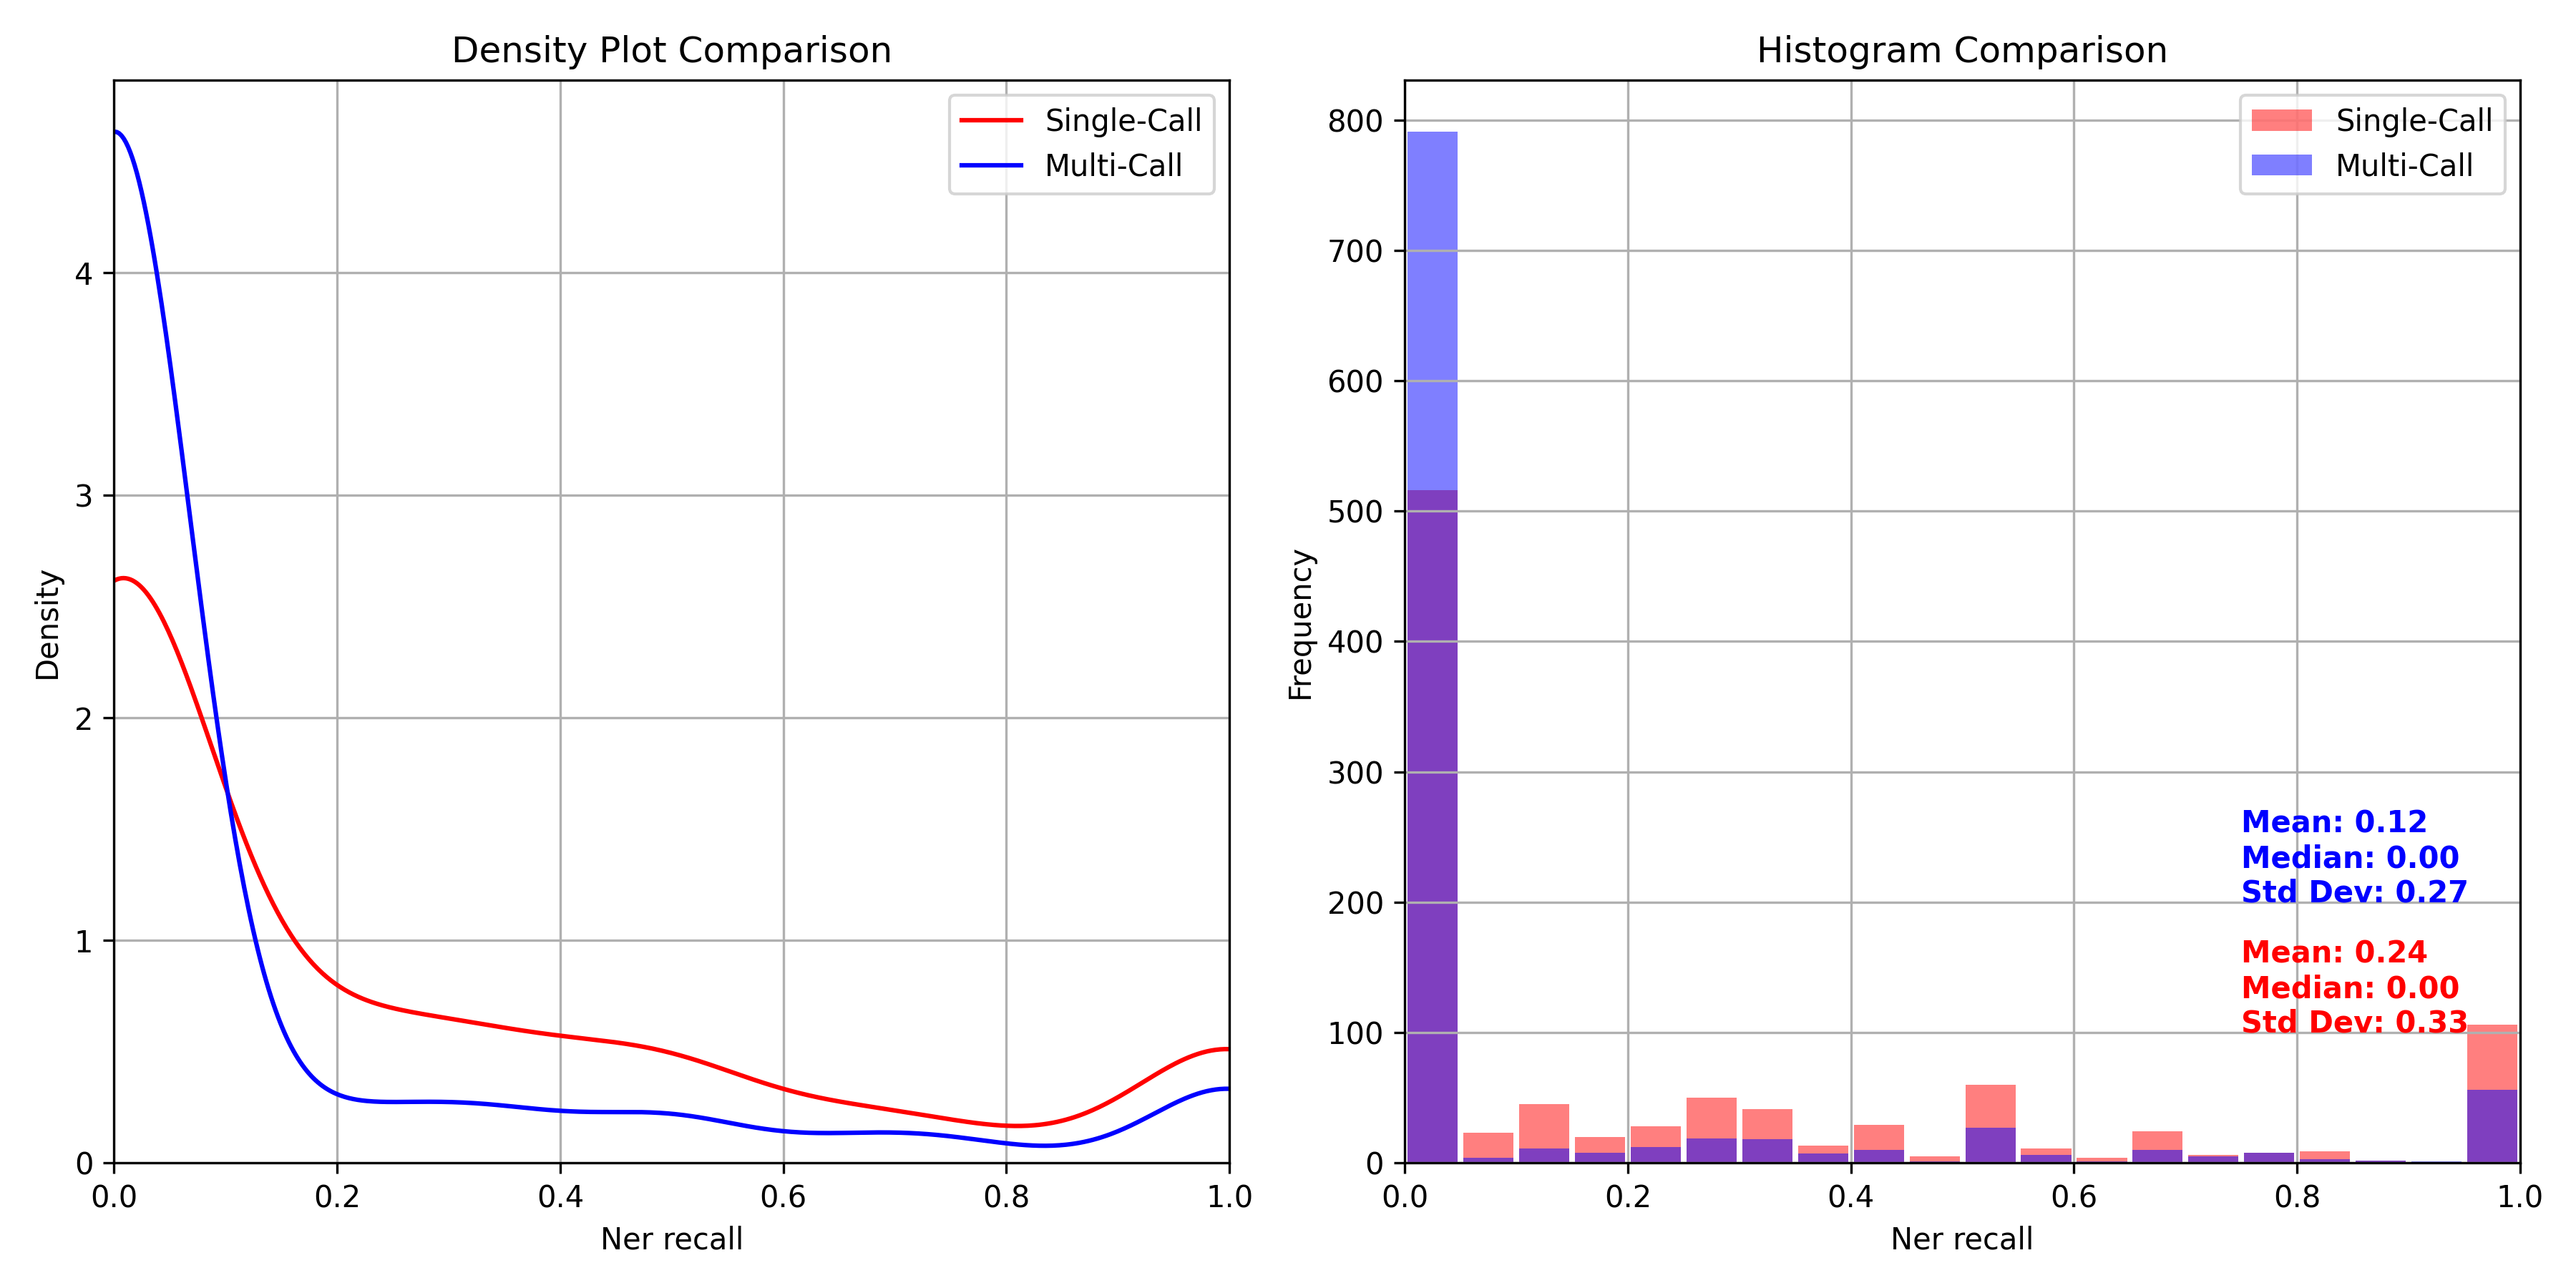 Density Plot Comparison
Single-Call
Multi-Call
4
3
2
1
0
Density
0.0 0.2 0.4 0.6 0.8 1.0
Ner recall
Histogram Comparison
Single-Call
Multi-Call
800
700
600
500
400
300
200
100
0
Frequency
Mean: 0.12
Median: 0.00
Std Dev: 0.27
Mean: 0.24
Median: 0.00
Std Dev: 0.33
0.0 0.2 0.4 0.6 0.8 1.0
Ner recall